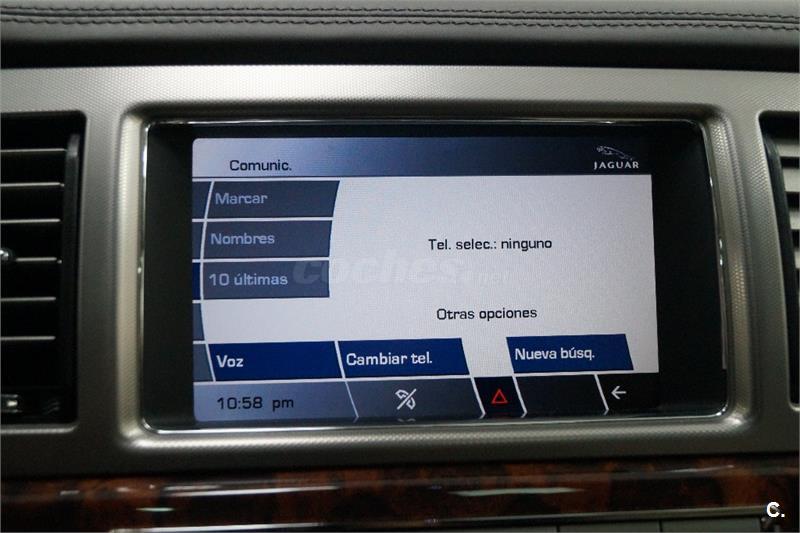 Comunic.
JAGUAR
Marcar
Nombres
Tel. selec.: ninguno
10 últimas
coches.net
Otras opciones
Voz
Cambiar tel.
Nueva búsq.
10:58 pm
C.